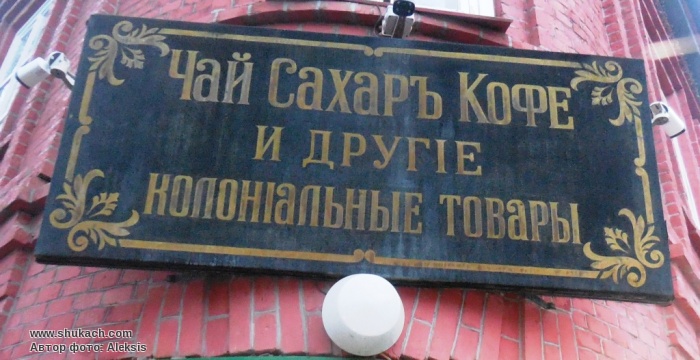 Чай Сахаръ Кофе
и другіе
колоніальные товары
www.shukach.com
Автор фото: Aleksis